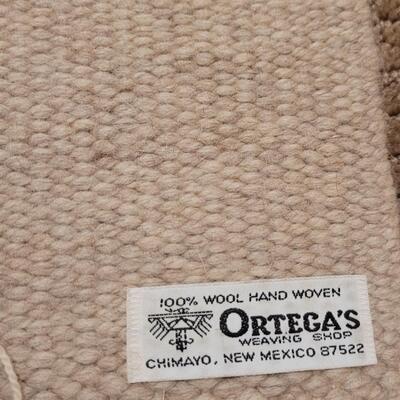 100% WOOL HAND WOVEN
ORTEGA'S
WEAVING SHOP
CHIMAYO, NEW MEXICO 87522